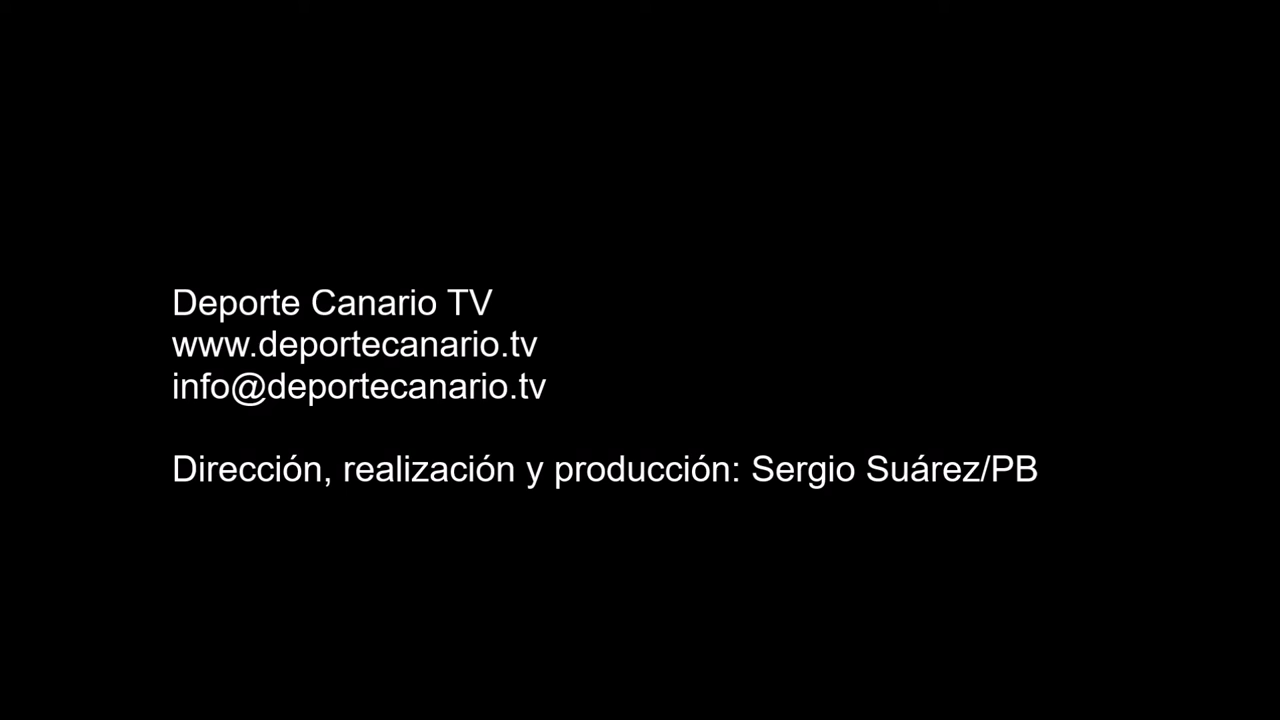 Deporte Canario TV
www.deportecanario.tv
info@deportecanario.tv
Dirección, realización y producción: Sergio Suárez/PB